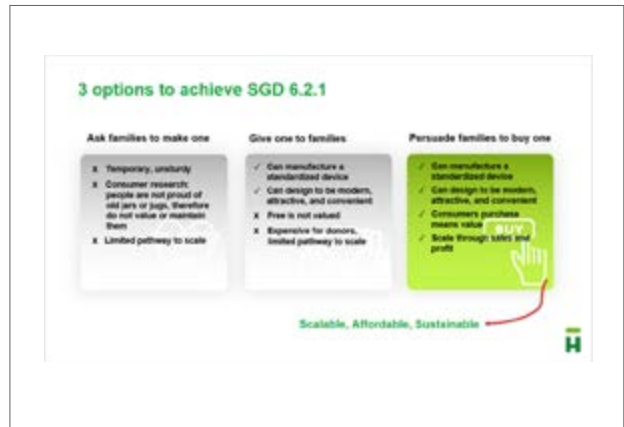 3 options to achieve SGD 6.2.1
Ask families to make one
x Temporary, unsturdy
x Consumer research:
people are not proud of
old jars or jugs, therefore
do not value or maintain
them
x Limited pathway to scale
Give one to families
✓ Can manufacture a
standardized device
✓ Can design to be modern,
attractive, and convenient
x Free is not valued
x Expensive for donors,
limited pathway to scale
Persuade families to buy one
✓ Can manufacture a
standardized device
✓ Can design to be modern,
attractive, and convenient
✓ Consumers purchase
means value
✓ Scale through sales and
profit
BUY
Scalable, Affordable, Sustainable
H